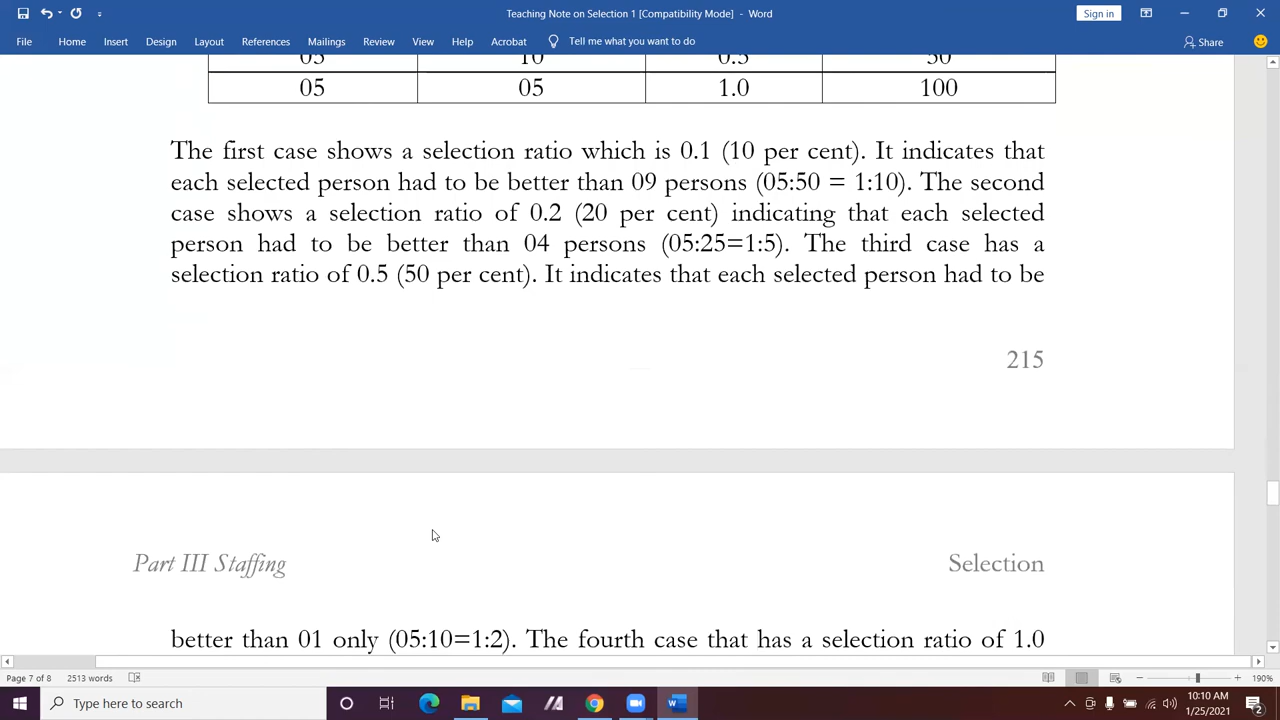 Teaching Note on Selection 1 [Compatibility Mode] - Word
Sign in
File Home Insert Design Layout References Mailings Review View Help Acrobat Tell me what you want to do Share
05 10 0.5 50
05 05 1.0 100
The first case shows a selection ratio which is 0.1 (10 per cent). It indicates that
each selected person had to be better than 09 persons (05:50 = 1:10). The second
case shows a selection ratio of 0.2 (20 per cent) indicating that each selected
person had to be better than 04 persons (05:25=1:5). The third case has a
selection ratio of 0.5 (50 per cent). It indicates that each selected person had to be
215
Part III Staffing Selection
better than 01 only (05:10=1:2). The fourth case that has a selection ratio of 1.0
Page 7 of 8 2513 words 190%
Type here to search
10:10 AM
1/25/2021
2